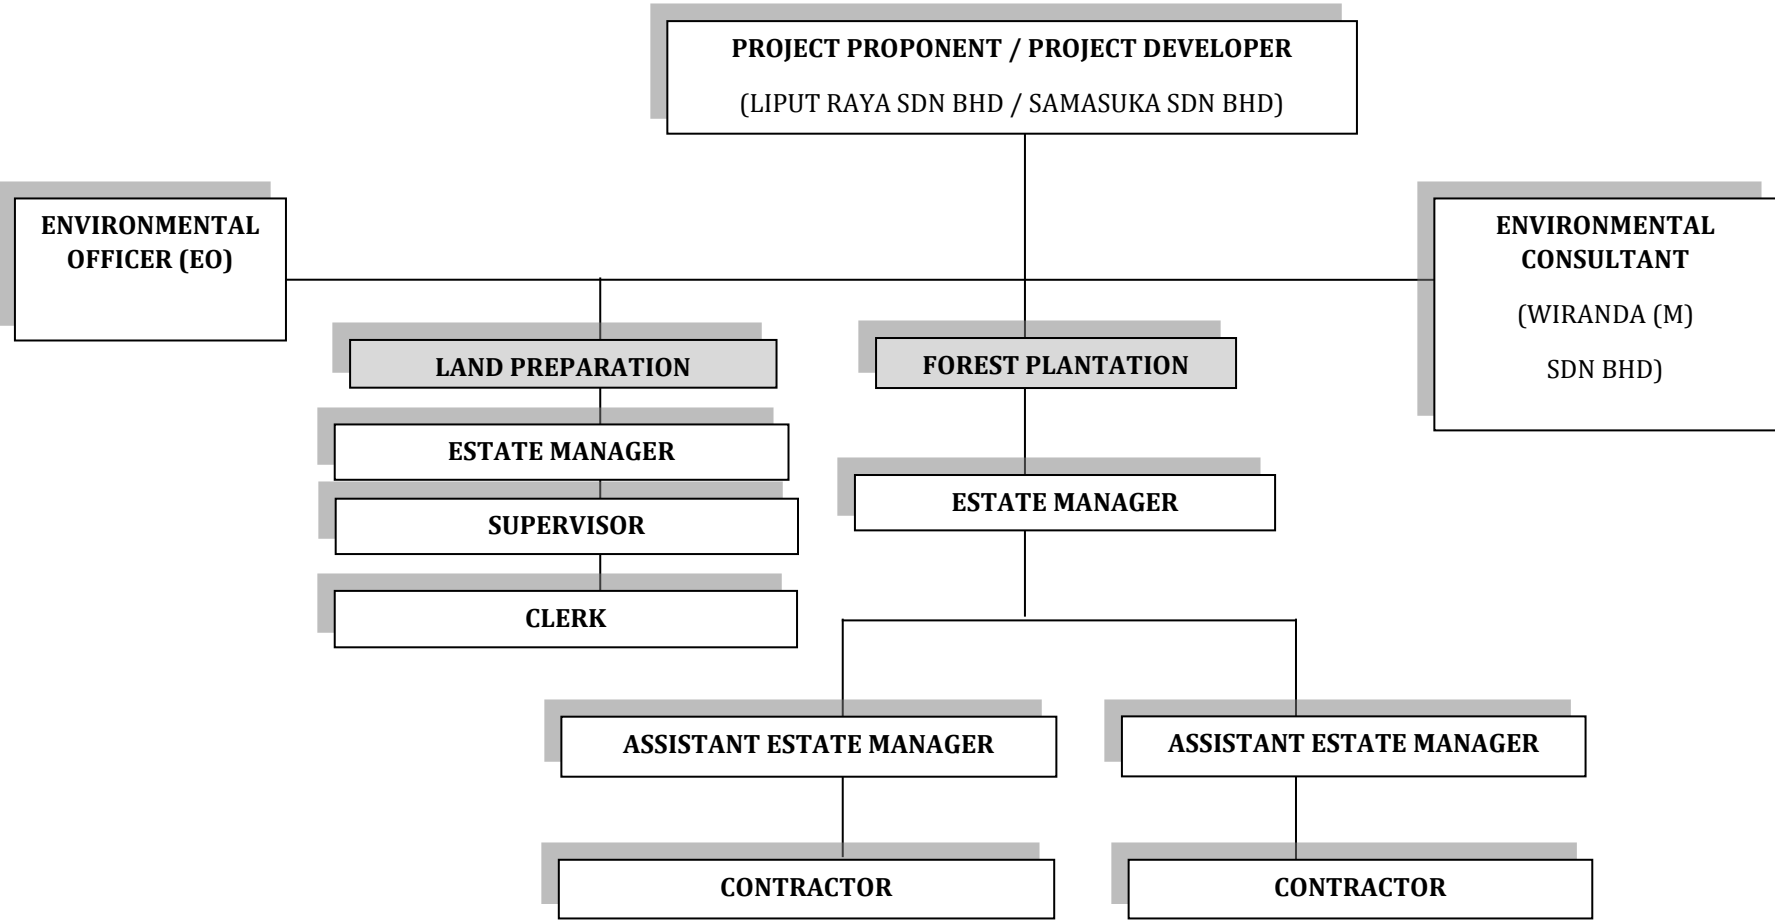 PROJECT PROPONENT / PROJECT DEVELOPER
(LIPUT RAYA SDN BHD / SAMASUKA SDN BHD)
ENVIRONMENTAL
OFFICER (EO)
ENVIRONMENTAL
CONSULTANT
(WIRANDA (M)
SDN BHD)
LAND PREPARATION
ESTATE MANAGER
SUPERVISOR
CLERK
FOREST PLANTATION
ESTATE MANAGER
ASSISTANT ESTATE MANAGER
CONTRACTOR
ASSISTANT ESTATE MANAGER
CONTRACTOR